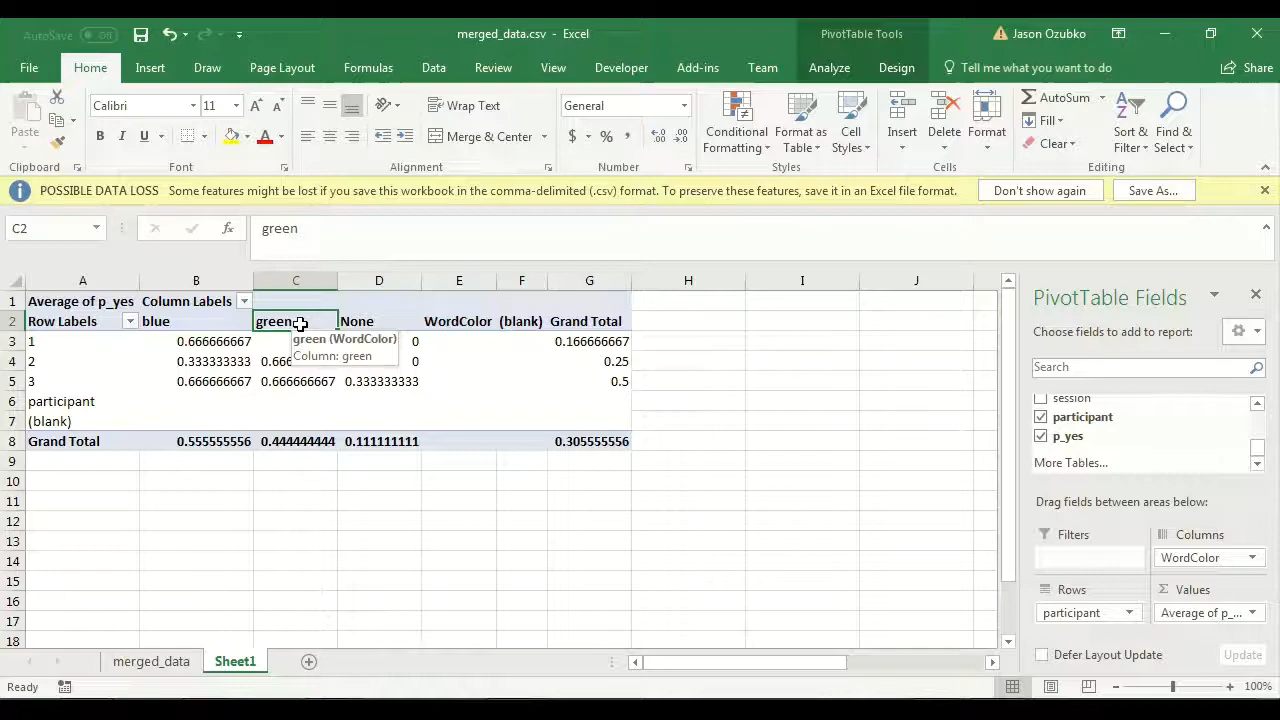 AutoSave Off merged_data.csv - Excel PivotTable Tools Jason Ozubko
File Home Insert Draw Page Layout Formulas Data Review View Developer Add-ins Team Analyze Design Tell me what you want to do Share
Paste Calibri 11 Wrap Text General Conditional Formatting Format as Table Cell Styles Insert Delete Format AutoSum Sort & Filter Find & Select
B I U Merge & Center $ % Fill
Clear
Clipboard Font Alignment Number Styles Cells Editing
POSSIBLE DATA LOSS Some features might be lost if you save this workbook in the comma-delimited (.csv) format. To preserve these features, save it in an Excel file format. Don't show again Save As...
C2 fx green
A B C D E F G H I J
1 Average of p_yes Column Labels
2 Row Labels blue green None WordColor (blank) Grand Total
3 1 0.666666667 0 0.166666667
4 2 0.333333333 0 0.25
5 3 0.666666667 0.666666667 0.333333333 0.5
6 participant
7 (blank)
8 Grand Total 0.555555556 0.444444444 0.111111111 0.305555556
9
10
11
12
13
14
15
16
17
18
green (WordColor)
Column: green
PivotTable Fields
Choose fields to add to report:
Search
session
participant
p_yes
More Tables...
Drag fields between areas below:
Filters Columns
WordColor
Rows Σ Values
participant Average of p_...
Defer Layout Update Update
merged_data Sheet1
Ready 100%